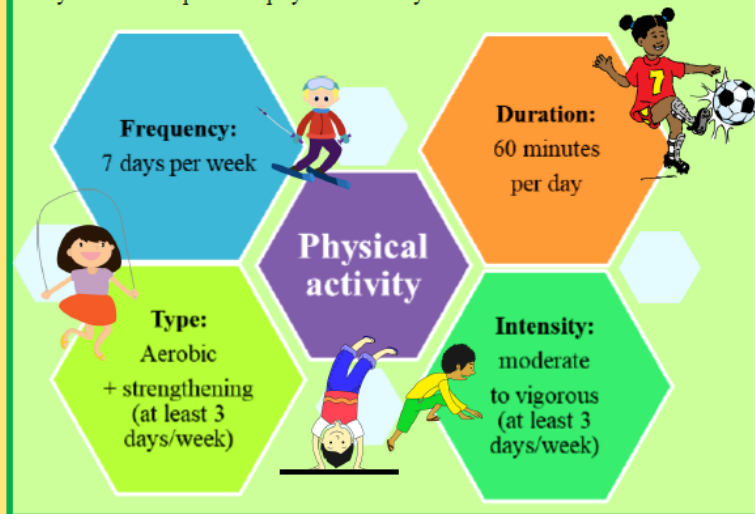 Frequency:
7 days per week
Duration:
60 minutes
per day
Physical
activity
Type:
Aerobic
+ strengthening
(at least 3
days/week)
Intensity:
moderate
to vigorous
(at least 3
days/week)
7